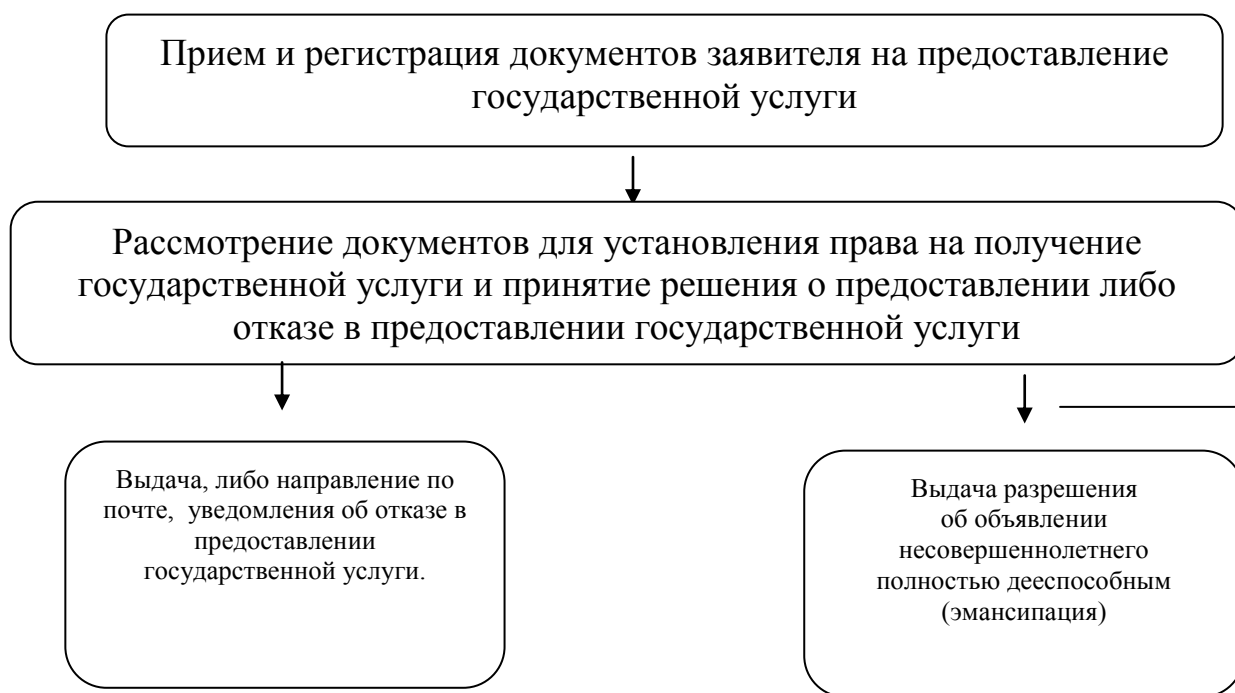 Прием и регистрация документов заявителя на предоставление
государственной услуги
Рассмотрение документов для установления права на получение
государственной услуги и принятие решения о предоставлении либо
отказе в предоставлении государственной услуги
Выдача, либо направление по
почте, уведомления об отказе в
предоставлении
государственной услуги.
Выдача разрешения
об объявлении
несовершеннолетнего
полностью дееспособным
(эмансипация)